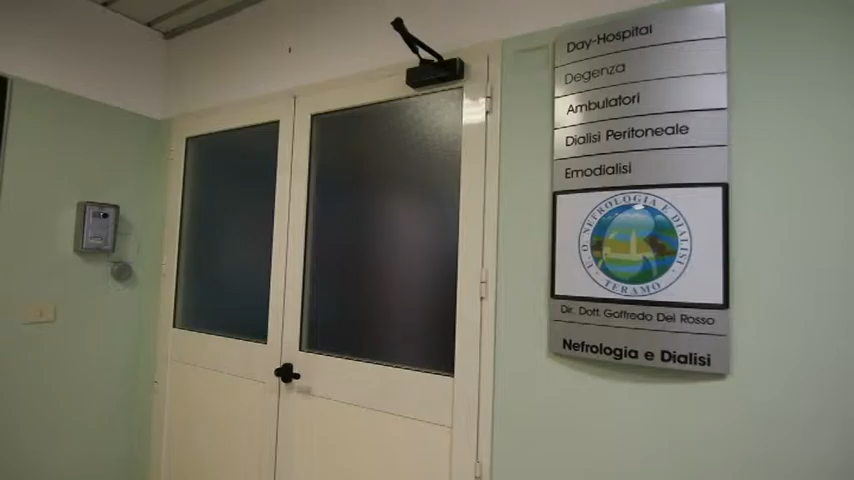 Day-Hospital
Degenza
Ambulatori
Dialisi Peritoneale
Emodialisi
U. O. NEFROLOGIA E DIALISI
TERAMO
Dir. Dott. Goffredo Del Rosso
Nefrologia e Dialisi